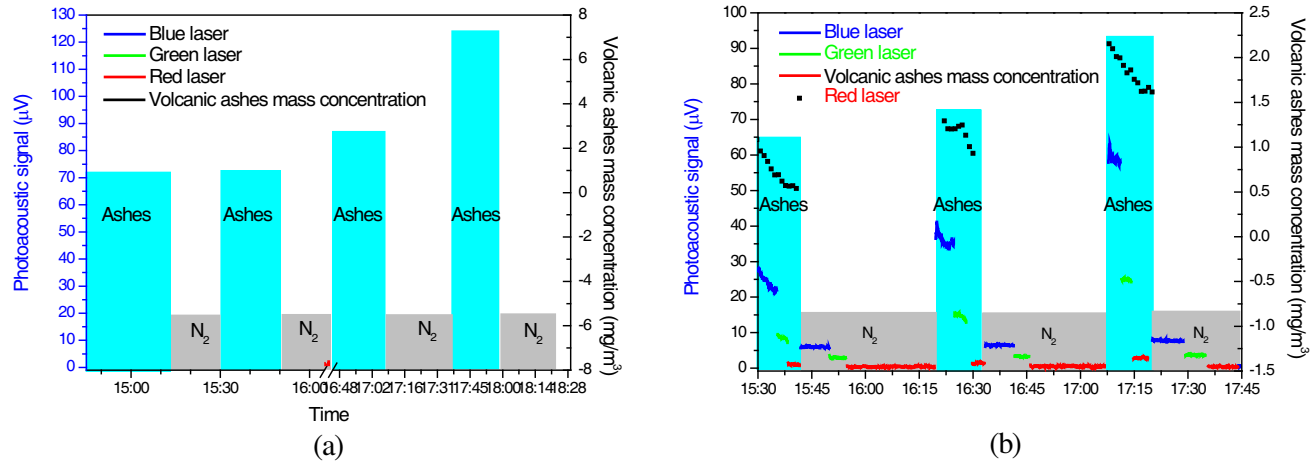 130
120
110
100
90
80
70
60
50
40
30
20
10
0
Photoacoustic signal (μV)
Blue laser
Green laser
Red laser
Volcanic ashes mass concentration
Ashes
Ashes
Ashes
Ashes
N2
N2
N2
N2
8
6
4
2
0
-2
-4
-6
-8
Volcanic ashes mass concentration (mg/m3)
15:00 15:30 16:00 16:48 17:02 17:16 17:31 17:45 18:00 18:14 18:28
Time
(a)
100
90
80
70
60
50
40
30
20
10
0
Photoacoustic signal (μV)
Blue laser
Green laser
Volcanic ashes mass concentration
Red laser
Ashes
Ashes
Ashes
N2
N2
N2
2.5
2.0
1.5
1.0
0.5
0.0
-0.5
-1.0
-1.5
Volcanic ashes mass concentration (mg/m3)
15:30 15:45 16:00 16:15 16:30 16:45 17:00 17:15 17:30 17:45
(b)